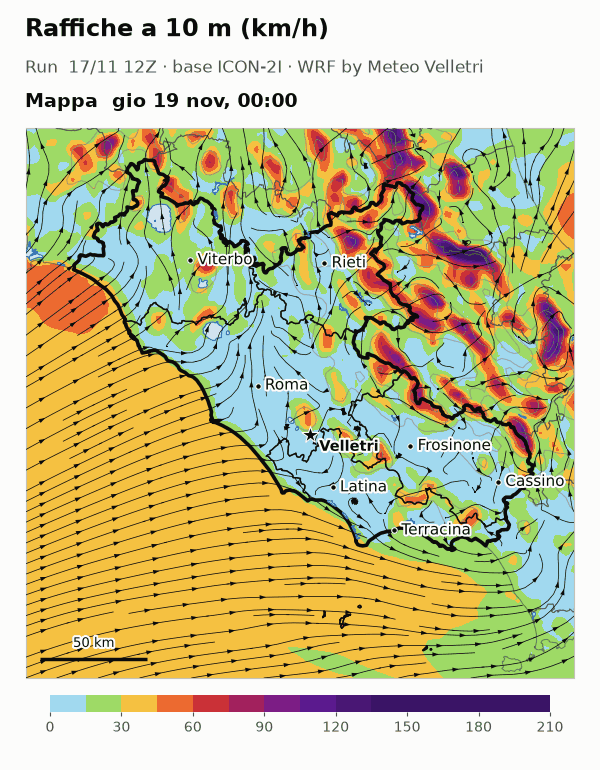 Raffiche a 10 m (km/h)
Run 17/11 12Z · base ICON-2I · WRF by Meteo Velletri
Mappa gio 19 nov, 00:00
Viterbo
Rieti
Roma
Velletri
Frosinone
Latina
Cassino
Terracina
50 km
0 30 60 90 120 150 180 210